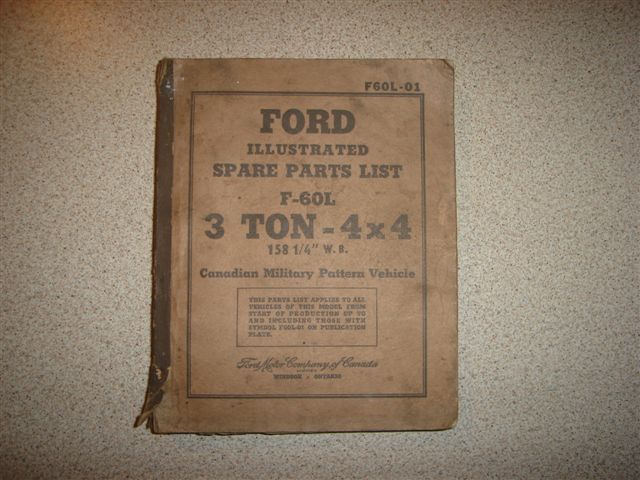 F60L-01
FORD
ILLUSTRATED
SPARE PARTS LIST
F-60L
3 TON - 4x4
158 1/4" W.B.
Canadian Military Pattern Vehicle
THIS PARTS LIST APPLIES TO ALL
VEHICLES OF THIS MODEL FROM
START OF PRODUCTION UP TO
AND INCLUDING THOSE WITH
SYMBOL F60L-01 ON PUBLICATION
PLATE.
Ford Motor Company of Canada
LIMITED
WINDSOR - ONTARIO